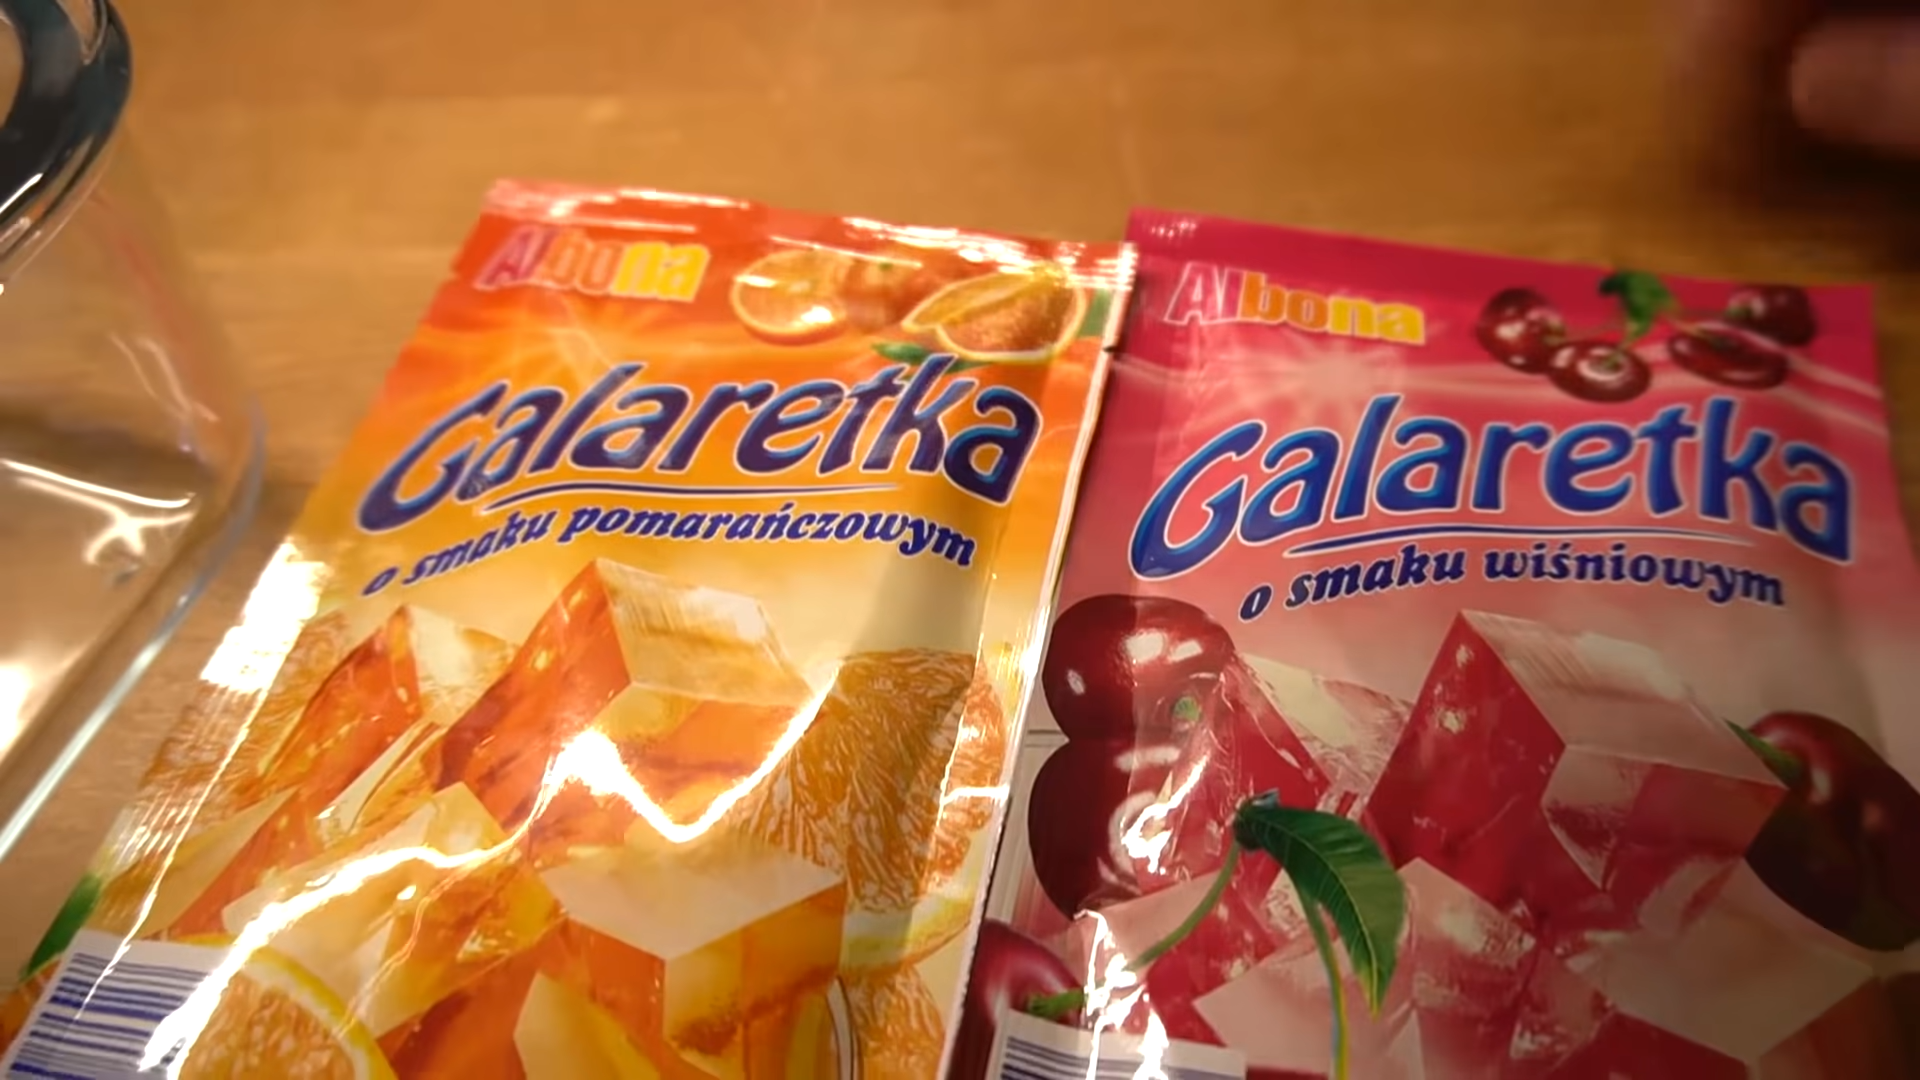 Albona
Galaretka
o smaku pomarańczowym
Albona
Galaretka
o smaku wiśniowym